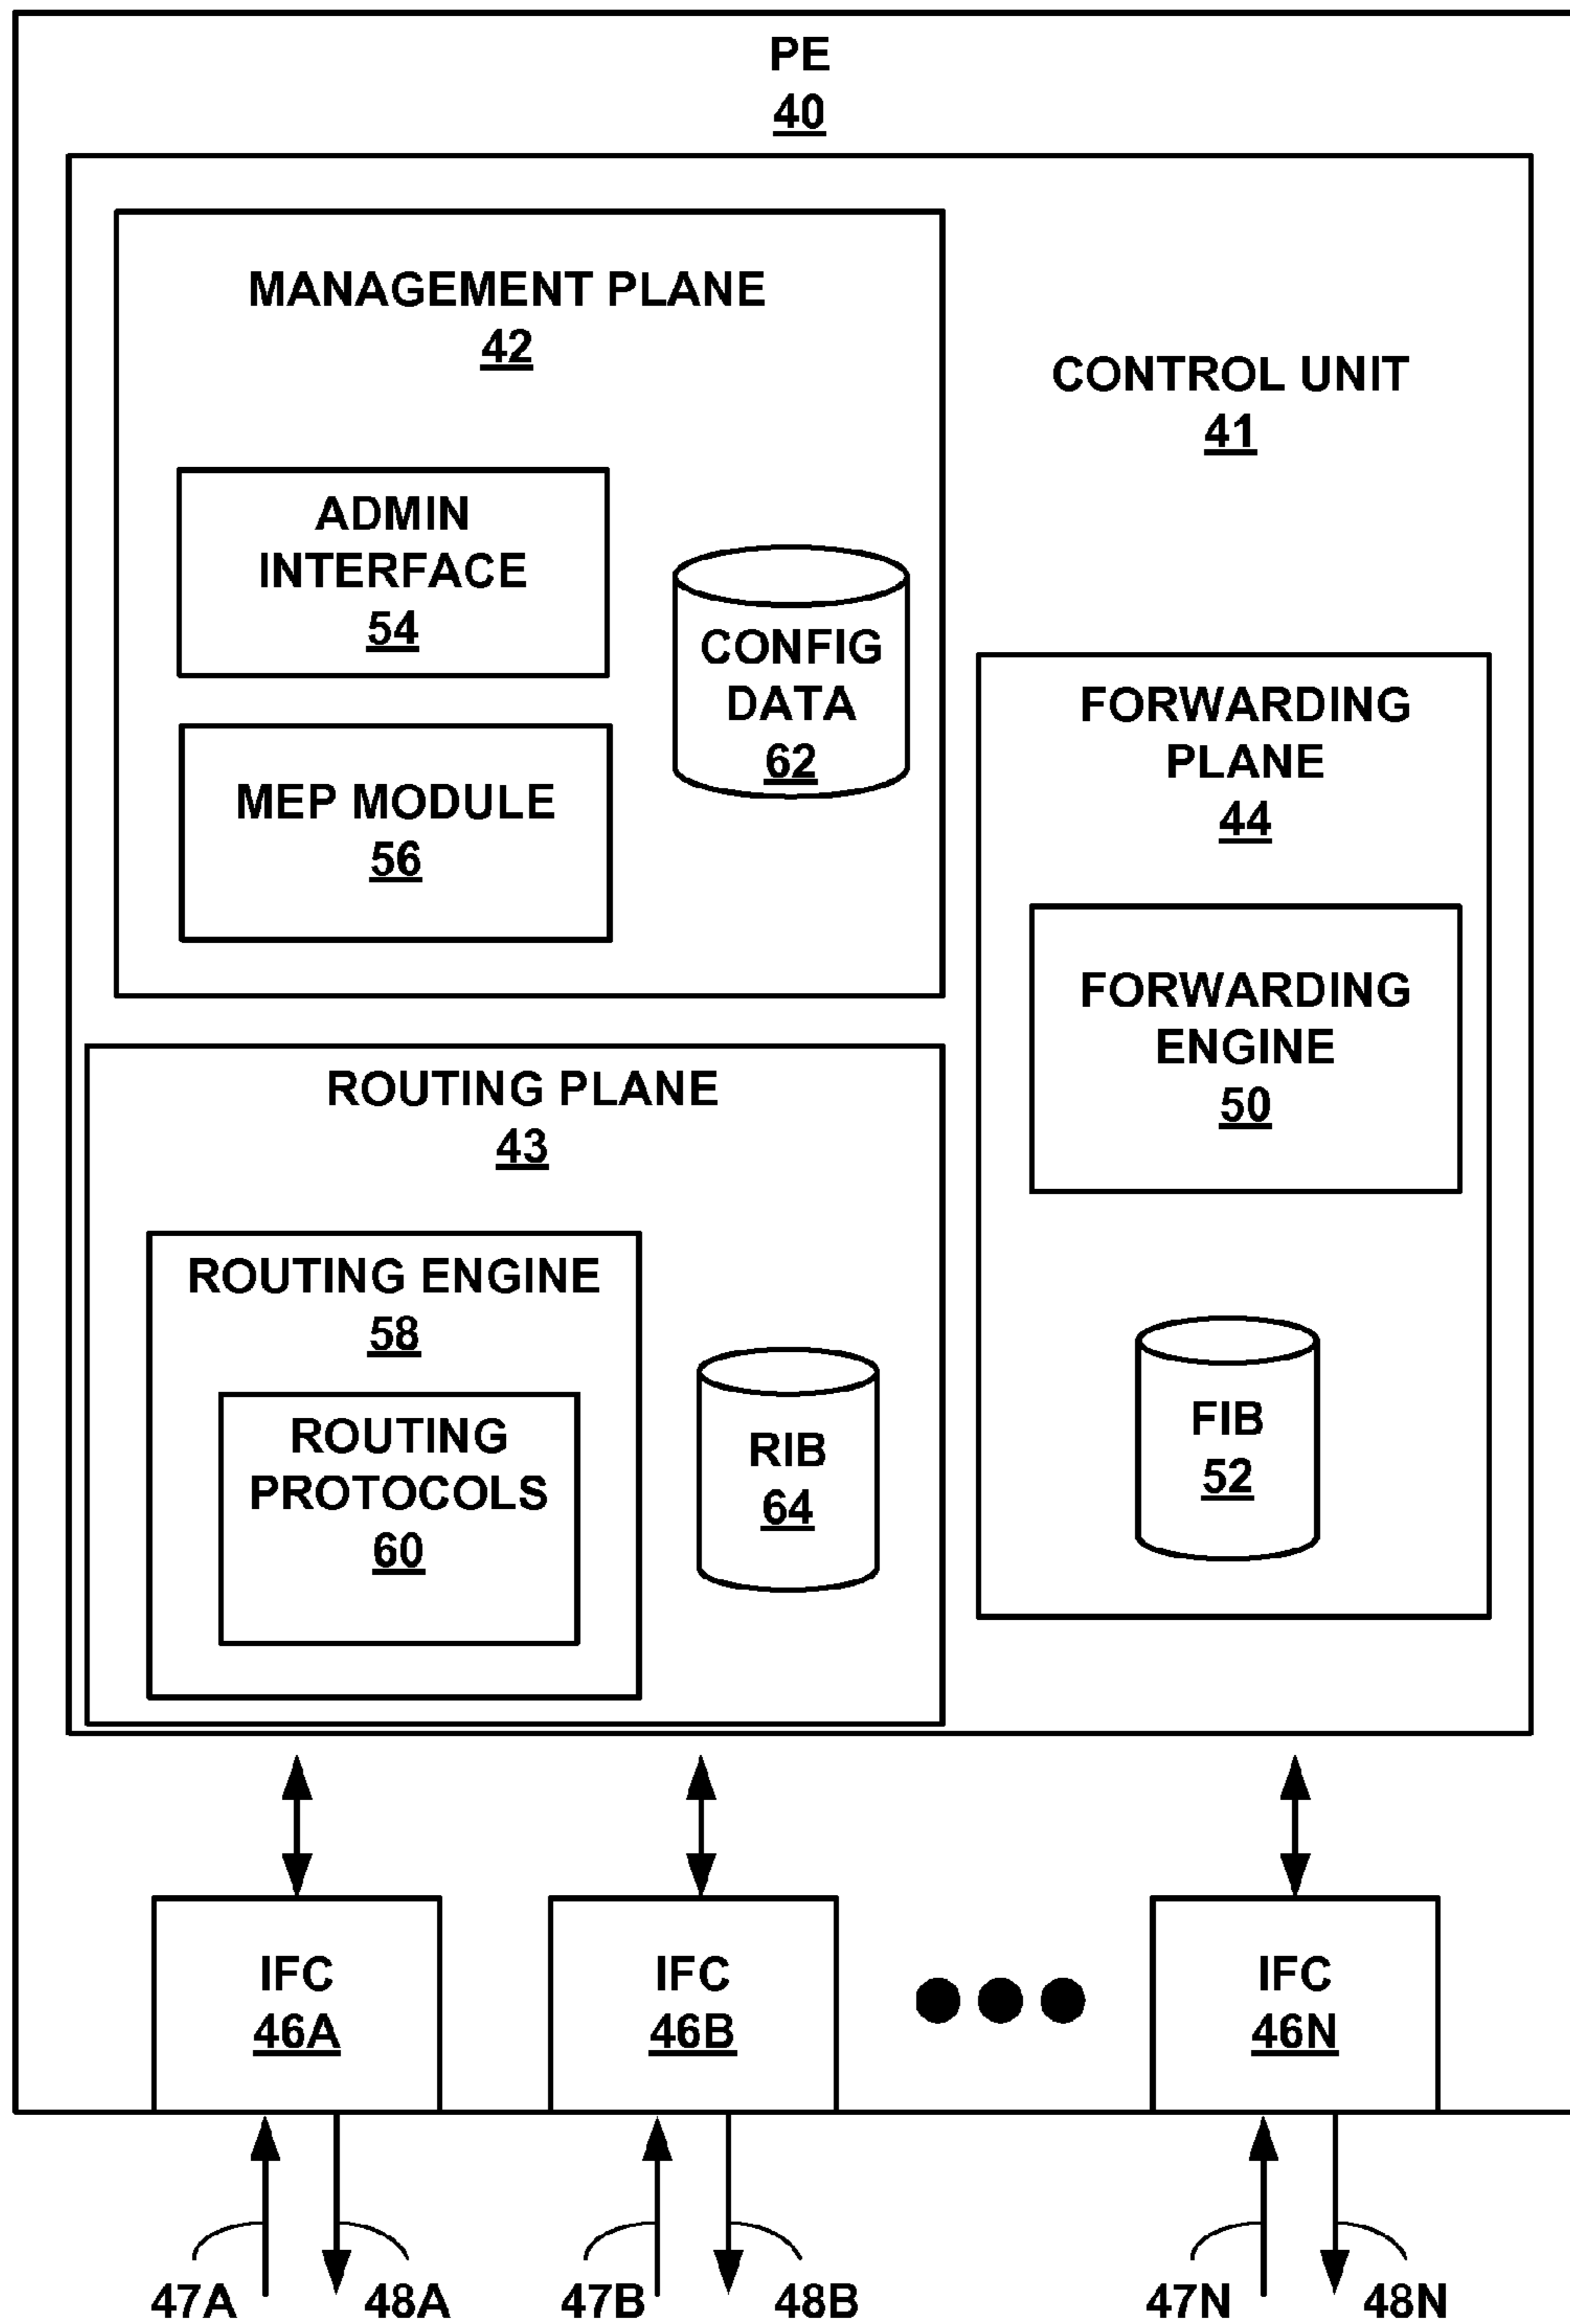 PE
40
MANAGEMENT PLANE
42
CONTROL UNIT
41
ADMIN
INTERFACE
54
CONFIG
DATA
62
MEP MODULE
56
FORWARDING
PLANE
44
FORWARDING
ENGINE
50
ROUTING PLANE
43
ROUTING ENGINE
58
ROUTING
PROTOCOLS
60
RIB
64
FIB
52
IFC
46A
IFC
46B
IFC
46N
47A
48A
47B
48B
47N
48N